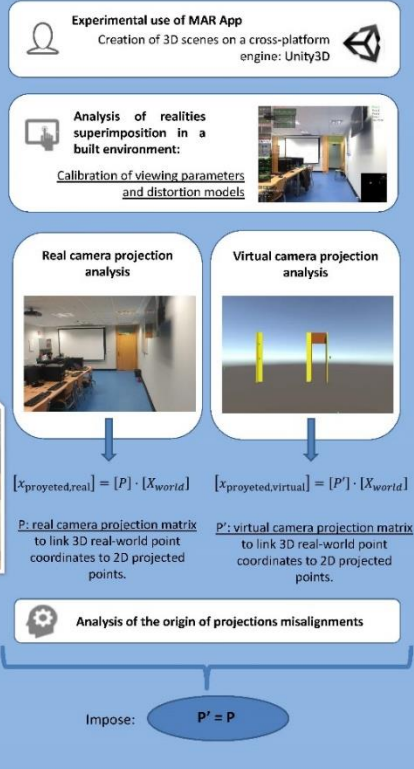 Experimental use of MAR App
Creation of 3D scenes on a cross-platform
engine: Unity3D
Analysis of realities
superimposition in a
built environment:
Calibration of viewing parameters
and distortion models
Real camera projection
analysis
Virtual camera projection
analysis
[x_proyeted,real] = [P] · [X_world]
[x_proyeted,virtual] = [P'] · [X_world]
P: real camera projection matrix
to link 3D real-world point
coordinates to 2D projected
points.
P': virtual camera projection matrix
to link 3D real-world point
coordinates to 2D projected
points.
Analysis of the origin of projections misalignments
Impose:
P' = P